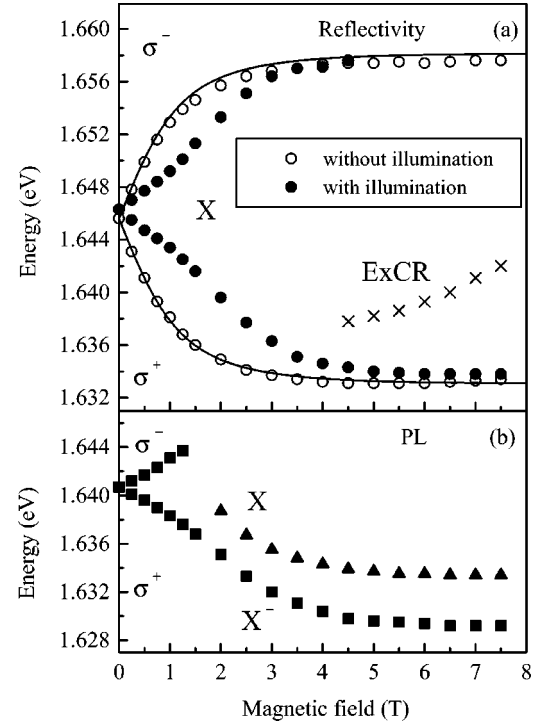 Reflectivity
(a)
σ⁻
1.660
1.656
1.652
1.648
1.644
1.640
1.636
1.632
Energy (eV)
without illumination
with illumination
X
ExCR
σ⁺
PL
(b)
σ⁻
1.644
1.640
1.636
1.632
1.628
Energy (eV)
X
σ⁺
X⁻
0 1 2 3 4 5 6 7 8
Magnetic field (T)